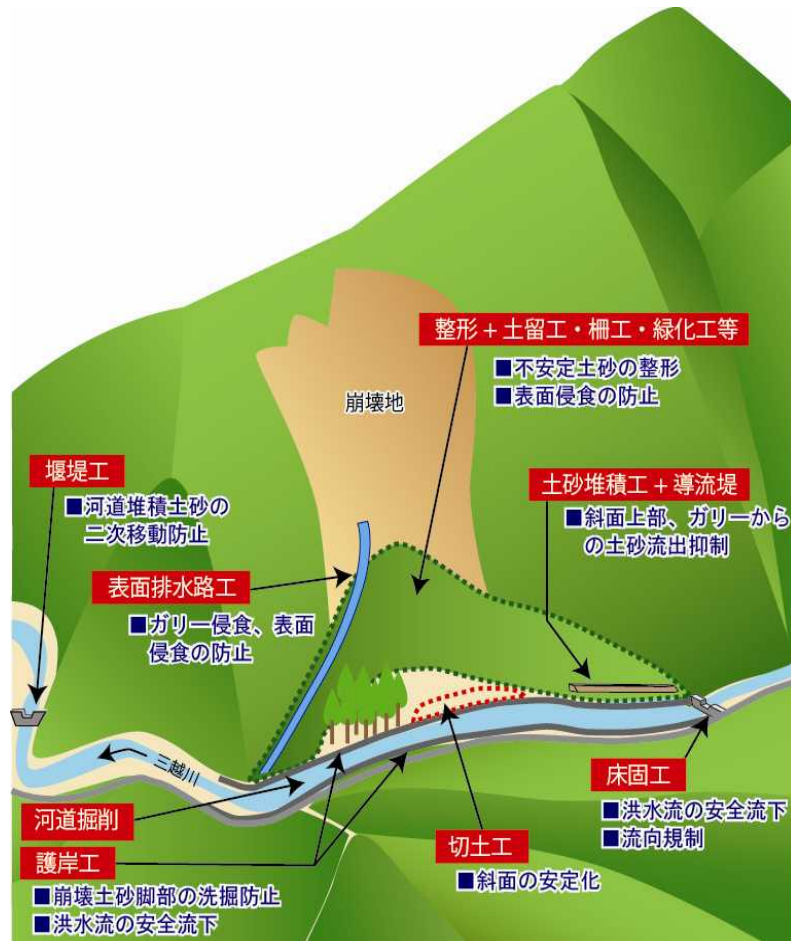 整形 + 土留工・柵工・緑化工等
■不安定土砂の整形
■表面侵食の防止
崩壊地
堰堤工
■河道堆積土砂の
二次移動防止
土砂堆積工 + 導流堤
■斜面上部、ガリーから
の土砂流出抑制
表面排水路工
■ガリー侵食、表面
侵食の防止
三越川
床固工
■洪水流の安全流下
■流向規制
河道掘削
護岸工
■崩壊土砂脚部の洗掘防止
■洪水流の安全流下
切土工
■斜面の安定化